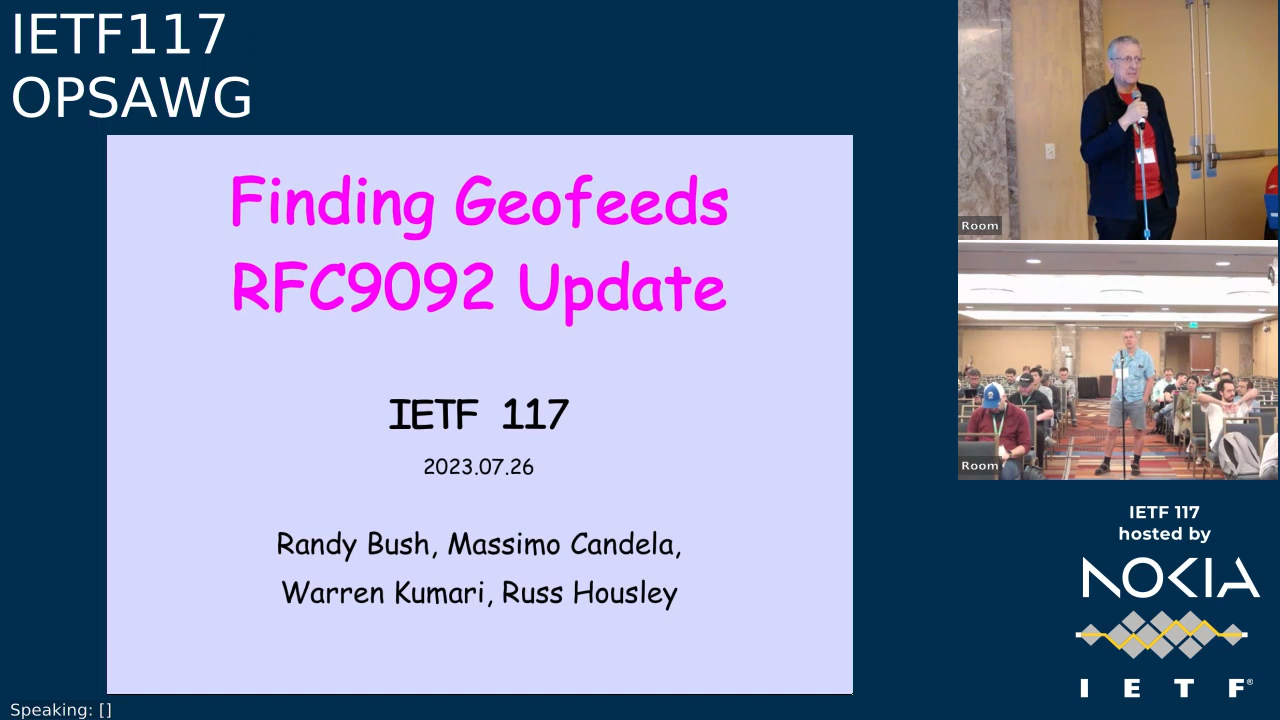 IETF117
OPSAWG
Finding Geofeeds
RFC9092 Update
IETF 117
2023.07.26
Randy Bush, Massimo Candela,
Warren Kumari, Russ Housley
Room
Room
IETF 117
hosted by
NOKIA
I E T F®
Speaking: []